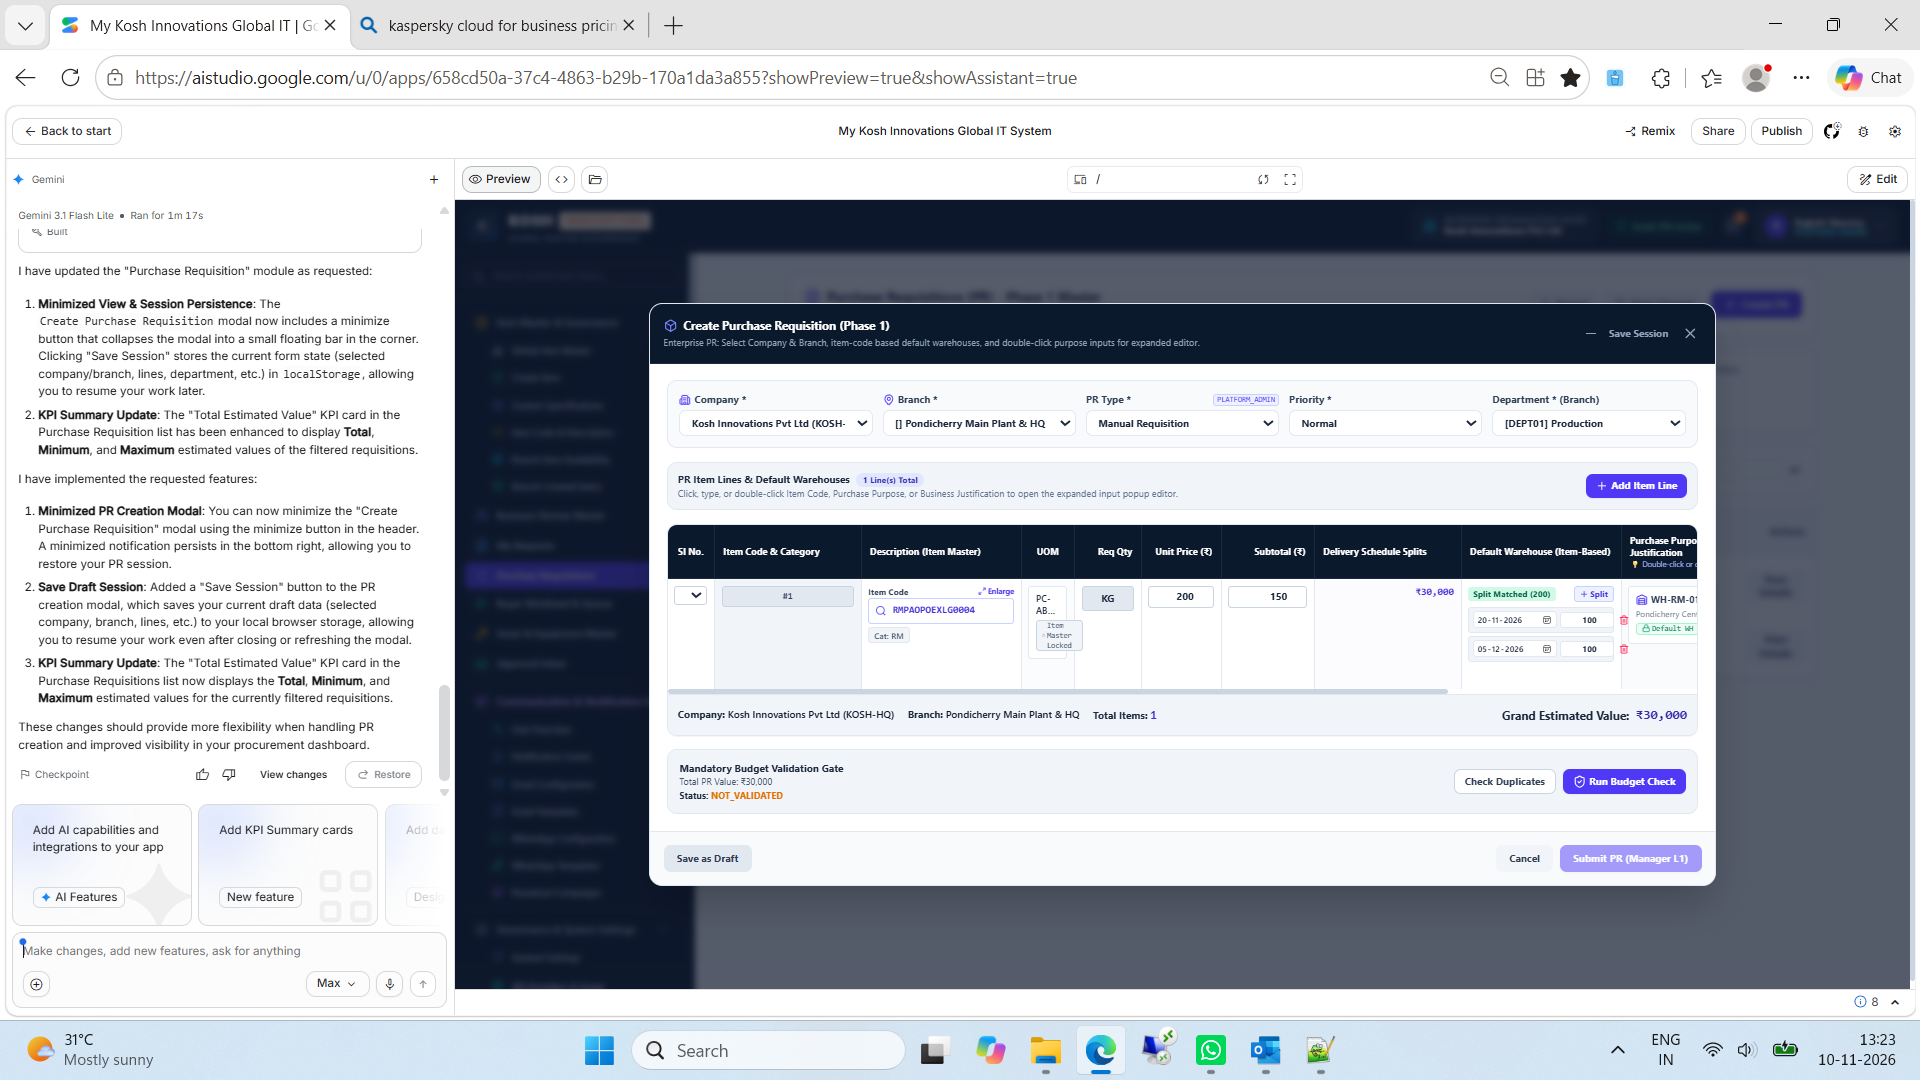 My Kosh Innovations Global IT | Go
kaspersky cloud for business pricin
https://aistudio.google.com/u/0/apps/658cd50a-37c4-4863-b29b-170a1da3a855?showPreview=true&showAssistant=true
Chat
Back to start
My Kosh Innovations Global IT System
Remix
Share
Publish
Gemini
Preview
/
Edit
Gemini 3.1 Flash Lite • Ran for 1m 17s
Built
I have updated the "Purchase Requisition" module as requested:
1. Minimized View & Session Persistence: The
Create Purchase Requisition modal now includes a minimize
button that collapses the modal into a small floating bar in the corner.
Clicking "Save Session" stores the current form state (selected
company/branch, lines, department, etc.) in localStorage, allowing
you to resume your work later.
2. KPI Summary Update: The "Total Estimated Value" KPI card in the
Purchase Requisition list has been enhanced to display Total,
Minimum, and Maximum estimated values of the filtered requisitions.
I have implemented the requested features:
1. Minimized PR Creation Modal: You can now minimize the "Create
Purchase Requisition" modal using the minimize button in the header.
A minimized notification persists in the bottom right, allowing you to
restore your PR session.
2. Save Draft Session: Added a "Save Session" button to the PR
creation modal, which saves your current draft data (selected
company, branch, lines, etc.) to your local browser storage, allowing
you to resume your work even after closing or refreshing the modal.
3. KPI Summary Update: The "Total Estimated Value" KPI card in the
Purchase Requisitions list now displays the Total, Minimum, and
Maximum estimated values for the currently filtered requisitions.
These changes should provide more flexibility when handling PR
creation and improved visibility in your procurement dashboard.
Checkpoint
View changes
Restore
Add AI capabilities and
integrations to your app
AI Features
Add KPI Summary cards
New feature
Make changes, add new features, ask for anything
Max
Create Purchase Requisition (Phase 1)
Enterprise PR: Select Company & Branch, item-code based default warehouses, and double-click purpose inputs for expanded editor.
Save Session
Company *
Branch *
PR Type *
PLATFORM_ADMIN
Priority *
Department * (Branch)
Kosh Innovations Pvt Ltd (KOSH-
[] Pondicherry Main Plant & HQ
Manual Requisition
Normal
[DEPT01] Production
PR Item Lines & Default Warehouses
1 Line(s) Total
Click, type, or double-click Item Code, Purchase Purpose, or Business Justification to open the expanded input popup editor.
+ Add Item Line
Sl No.
Item Code & Category
Description (Item Master)
UOM
Req Qty
Unit Price (₹)
Subtotal (₹)
Delivery Schedule Splits
Default Warehouse (Item-Based)
Purchase Purpo
Justification
Double-click or c
#1
Item Code
Enlarge
RMPAOPOEXLG0004
Cat: RM
PC-
AB...
Item
Master
Locked
KG
200
150
₹30,000
Split Matched (200)
+ Split
20-11-2026
100
05-12-2026
100
WH-RM-01
Pondicherry Cen
Default WH
Company: Kosh Innovations Pvt Ltd (KOSH-HQ)
Branch: Pondicherry Main Plant & HQ
Total Items: 1
Grand Estimated Value: ₹30,000
Mandatory Budget Validation Gate
Total PR Value: ₹30,000
Status: NOT_VALIDATED
Check Duplicates
Run Budget Check
Save as Draft
Cancel
Submit PR (Manager L1)
8
31°C
Mostly sunny
Search
ENG
IN
13:23
10-11-2026